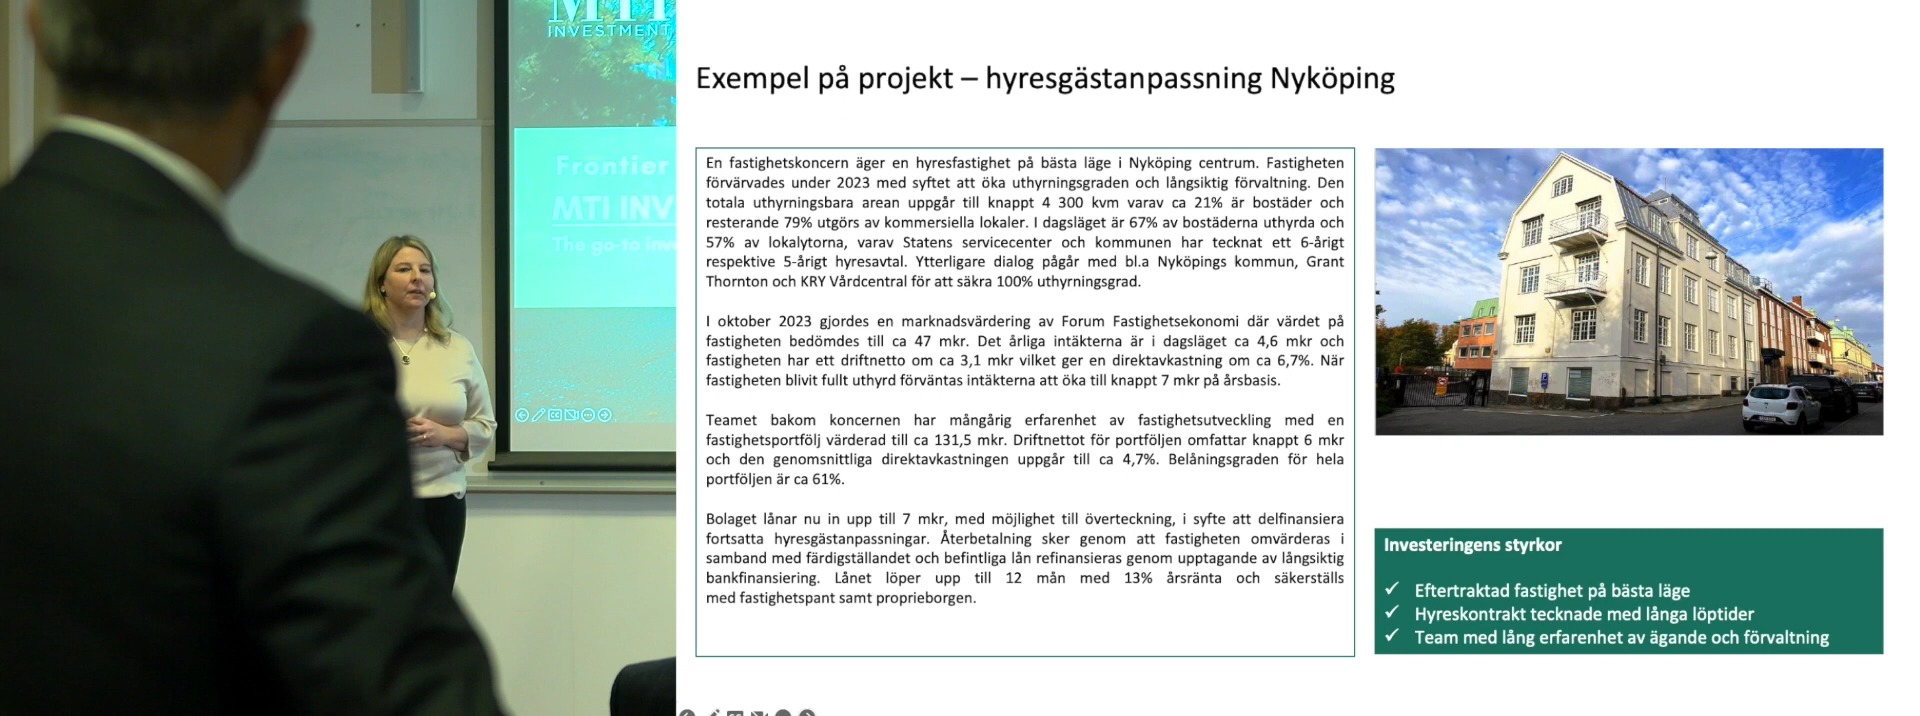 MTI
INVESTMENT
Frontier
MTI INV
The go-to inve
Exempel på projekt – hyresgästanpassning Nyköping
En fastighetskoncern äger en hyresfastighet på bästa läge i Nyköping centrum. Fastigheten
förvärvades under 2023 med syftet att öka uthyrningsgraden och långsiktig förvaltning. Den
totala uthyrningsbara arean uppgår till knappt 4 300 kvm varav ca 21% är bostäder och
resterande 79% utgörs av kommersiella lokaler. I dagsläget är 67% av bostäderna uthyrda och
57% av lokalytorna, varav Statens servicecenter och kommunen har tecknat ett 6-årigt
respektive 5-årigt hyresavtal. Ytterligare dialog pågår med bl.a Nyköpings kommun, Grant
Thornton och KRY Vårdcentral för att säkra 100% uthyrningsgrad.
I oktober 2023 gjordes en marknadsvärdering av Forum Fastighetsekonomi där värdet på
fastigheten bedömdes till ca 47 mkr. Det årliga intäkterna är i dagsläget ca 4,6 mkr och
fastigheten har ett driftnetto om ca 3,1 mkr vilket ger en direktavkastning om ca 6,7%. När
fastigheten blivit fullt uthyrd förväntas intäkterna att öka till knappt 7 mkr på årsbasis.
Teamet bakom koncernen har mångårig erfarenhet av fastighetsutveckling med en
fastighetsportfölj värderad till ca 131,5 mkr. Driftnettot för portföljen omfattar knappt 6 mkr
och den genomsnittliga direktavkastningen uppgår till ca 4,7%. Belåningsgraden för hela
portföljen är ca 61%.
Bolaget lånar nu in upp till 7 mkr, med möjlighet till överteckning, i syfte att delfinansiera
fortsatta hyresgästanpassningar. Återbetalning sker genom att fastigheten omvärderas i
samband med färdigställandet och befintliga lån refinansieras genom upptagande av långsiktig
bankfinansiering. Lånet löper upp till 12 mån med 13% årsränta och säkerställs
med fastighetspant samt proprieborgen.
Investeringens styrkor
✓ Eftertraktad fastighet på bästa läge
✓ Hyreskontrakt tecknade med långa löptider
✓ Team med lång erfarenhet av ägande och förvaltning